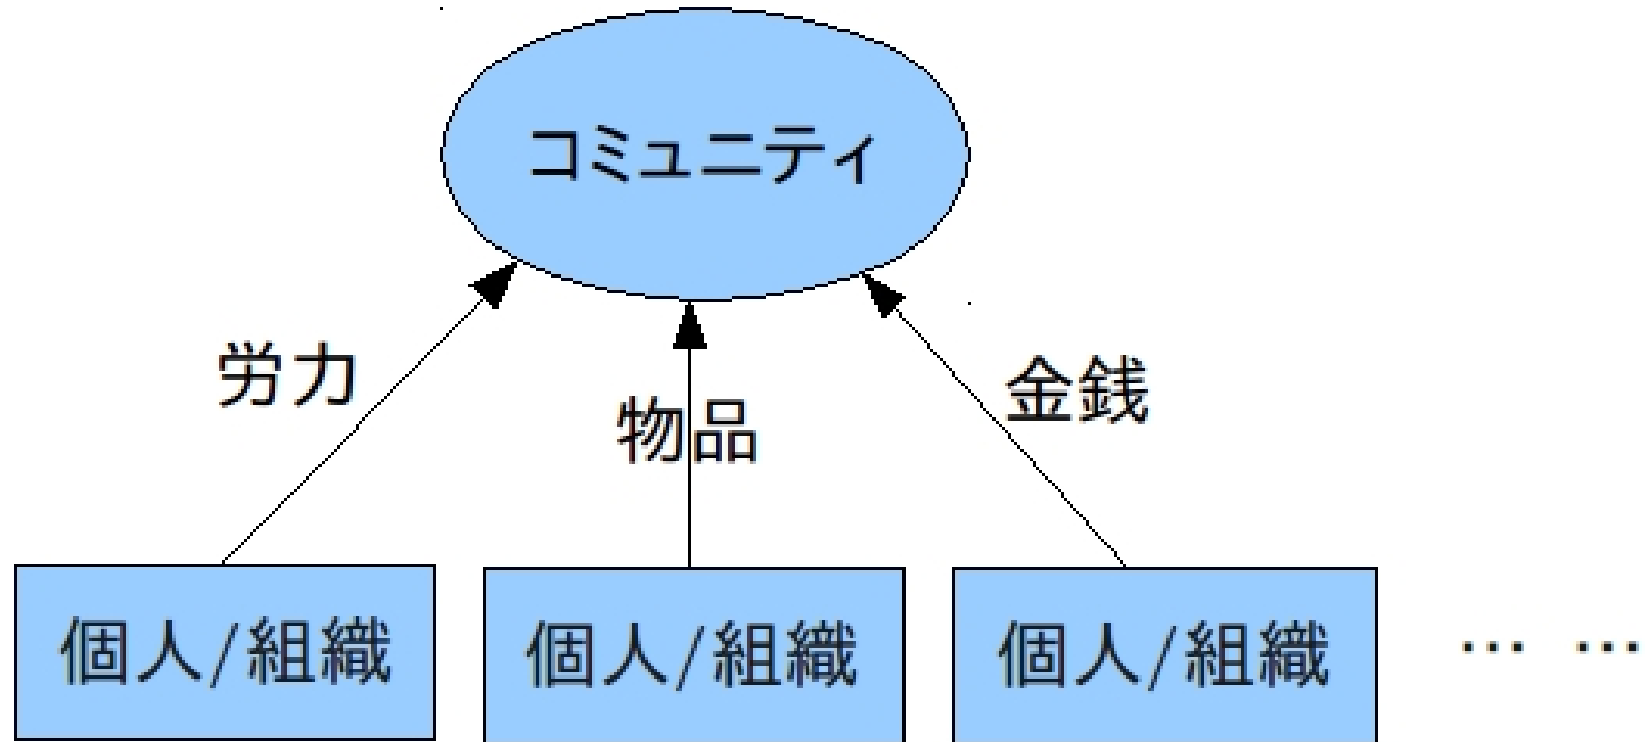 コミュニティ
労力
物品
金銭
個人/組織
個人/組織
個人/組織
… …